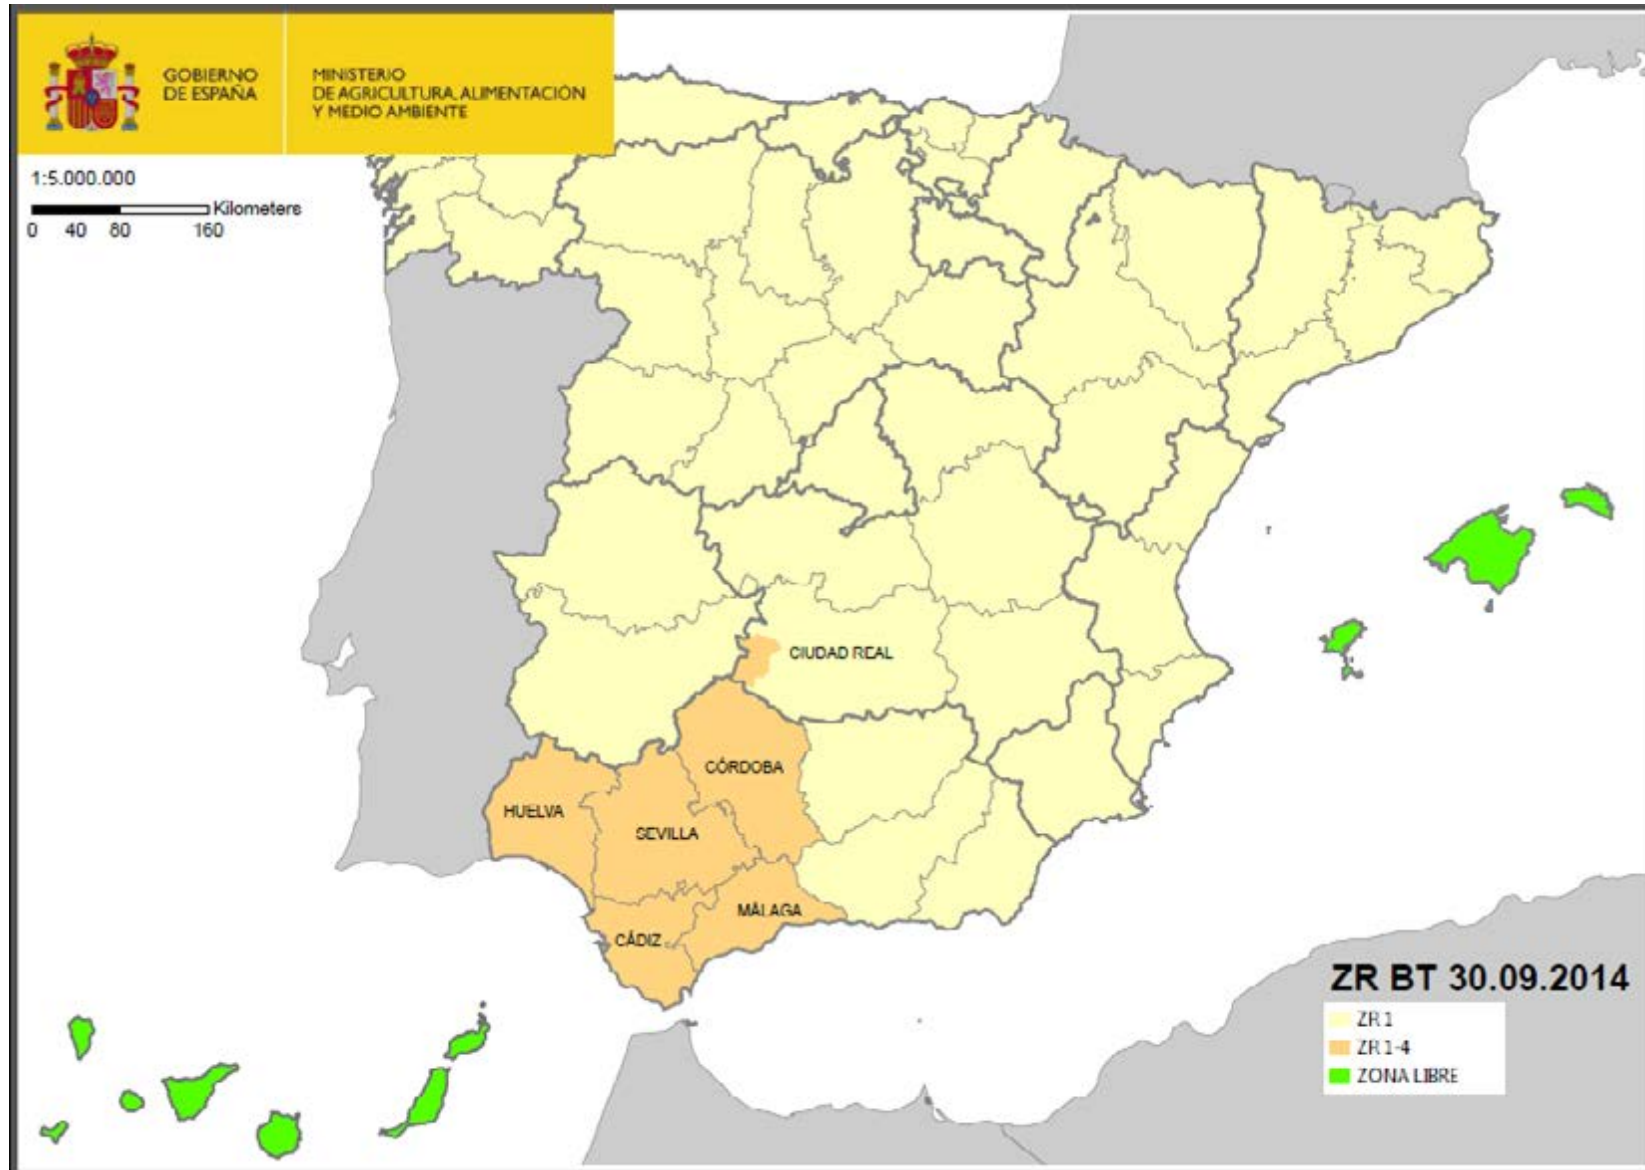 GOBIERNO
DE ESPAÑA
MINISTERIO
DE AGRICULTURA, ALIMENTACIÓN
Y MEDIO AMBIENTE
1:5.000.000
Kilometers
0 40 80 160
CIUDAD REAL
CÓRDOBA
HUELVA
SEVILLA
MÁLAGA
CÁDIZ
ZR BT 30.09.2014
ZR 1
ZR 1-4
ZONA LIBRE